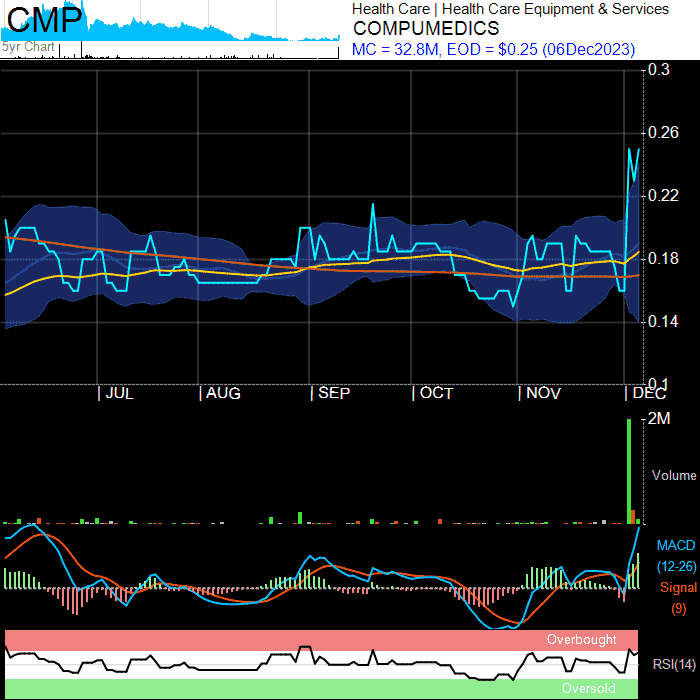 CMP
5yr Chart
Health Care | Health Care Equipment & Services
COMPUMEDICS
MC = 32.8M, EOD = $0.25 (06Dec2023)
0.3
0.26
0.22
0.18
0.14
0.1
| JUL | AUG | SEP | OCT | NOV | DEC
2M
Volume
MACD
(12-26)
Signal
(9)
Overbought
RSI(14)
Oversold